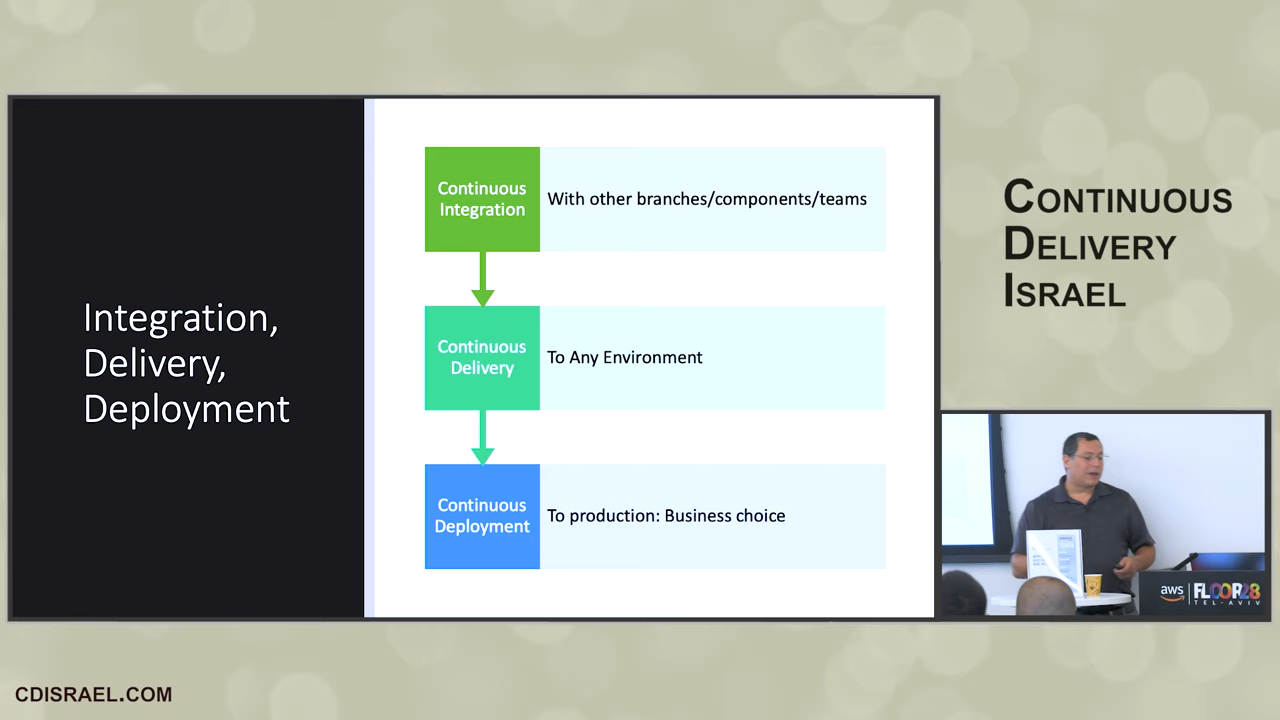 Integration,
Delivery,
Deployment
Continuous
Integration
With other branches/components/teams
Continuous
Delivery
To Any Environment
Continuous
Deployment
To production: Business choice
CONTINUOUS
DELIVERY
ISRAEL
aws
FLOOR28
TEL-AVIV
CDISRAEL.COM